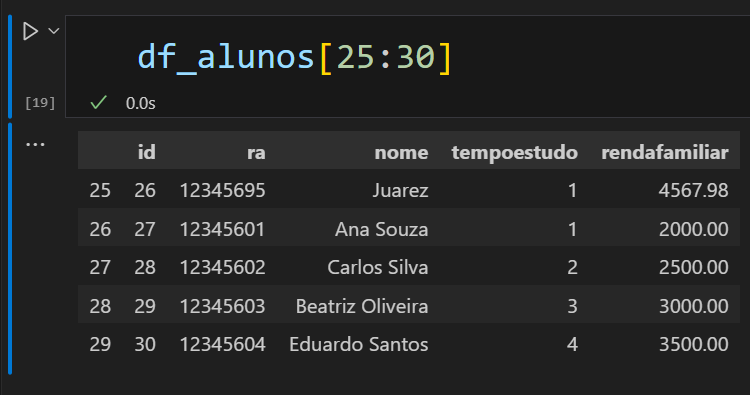 df_alunos[25:30]
[19] 0.0s
...
id ra nome tempoestudo rendafamiliar
25 26 12345695 Juarez 1 4567.98
26 27 12345601 Ana Souza 1 2000.00
27 28 12345602 Carlos Silva 2 2500.00
28 29 12345603 Beatriz Oliveira 3 3000.00
29 30 12345604 Eduardo Santos 4 3500.00